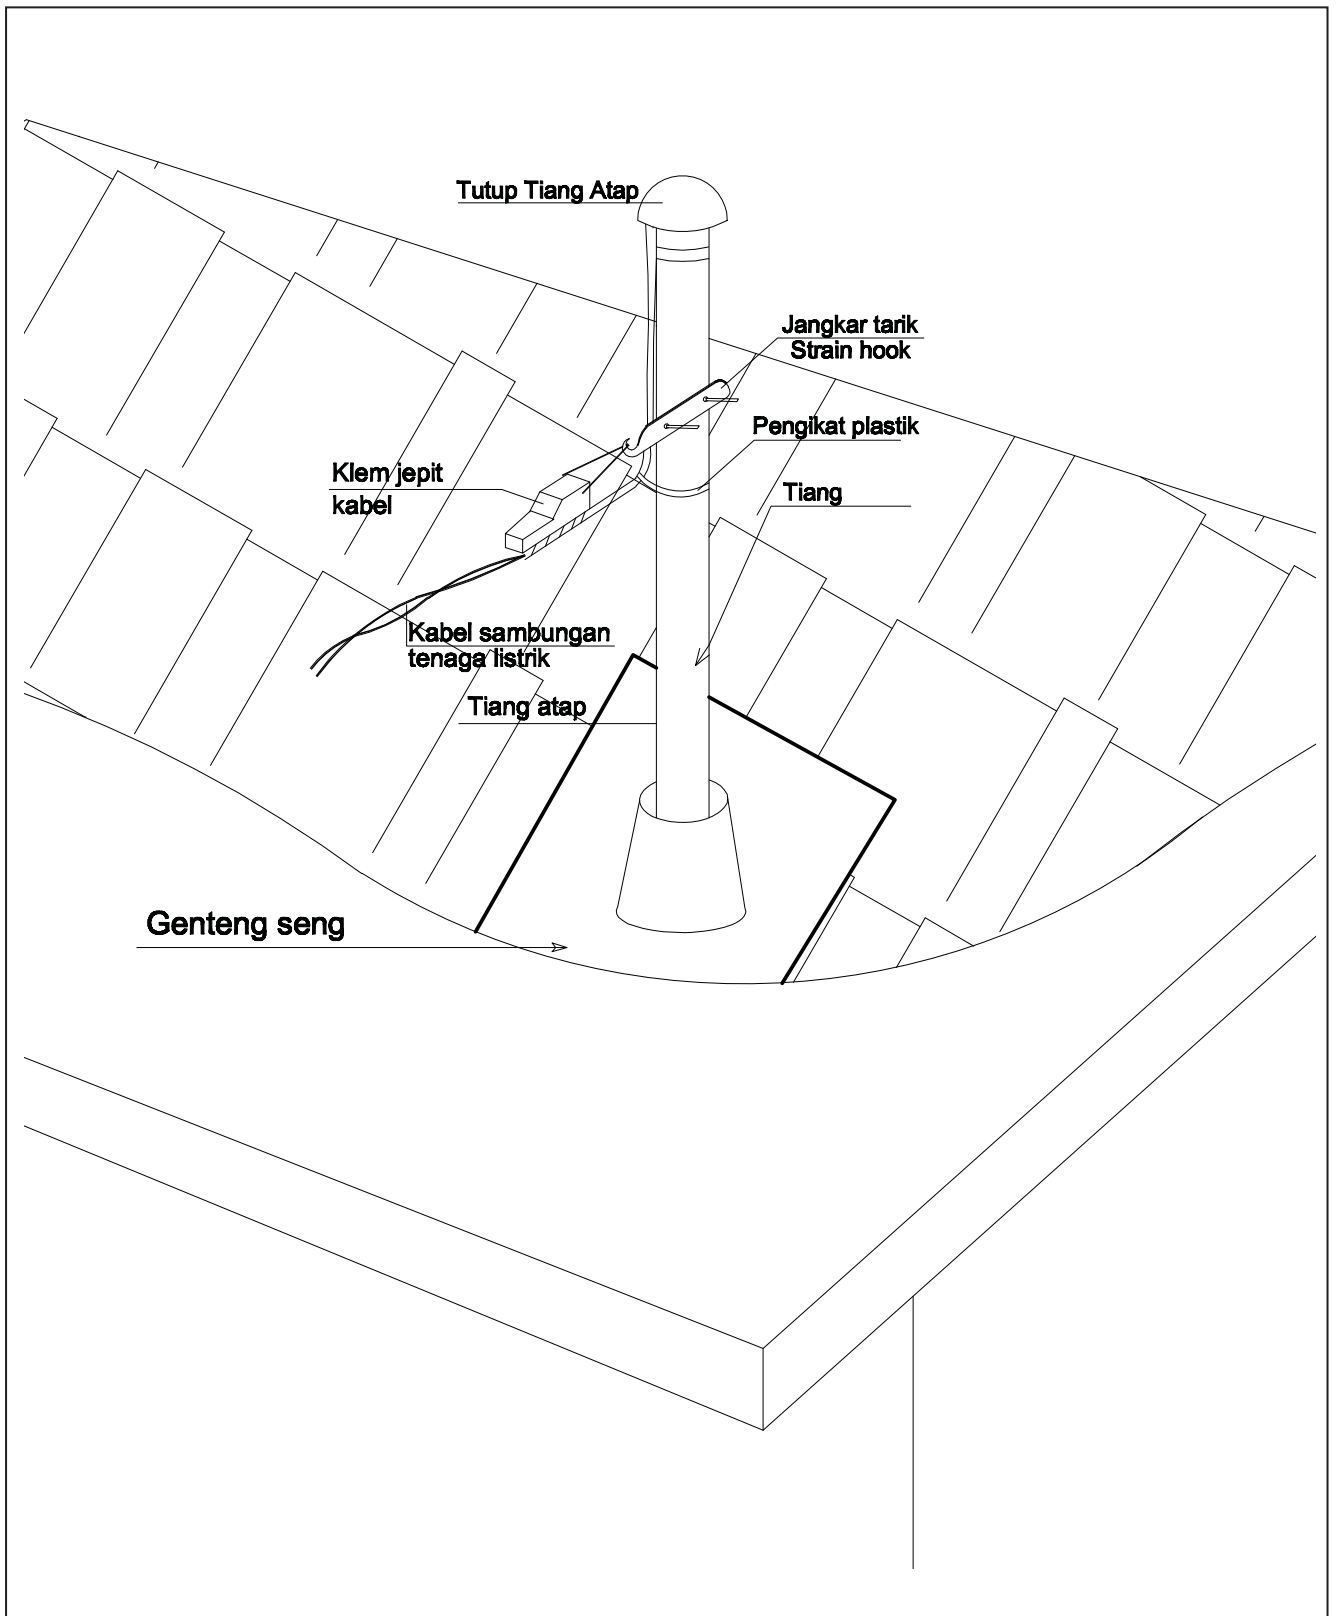 Tutup Tiang Atap
Jangkar tarik
Strain hook
Pengikat plastik
Klem jepit
kabel
Tiang
Kabel sambungan
tenaga listrik
Tiang atap
Genteng seng